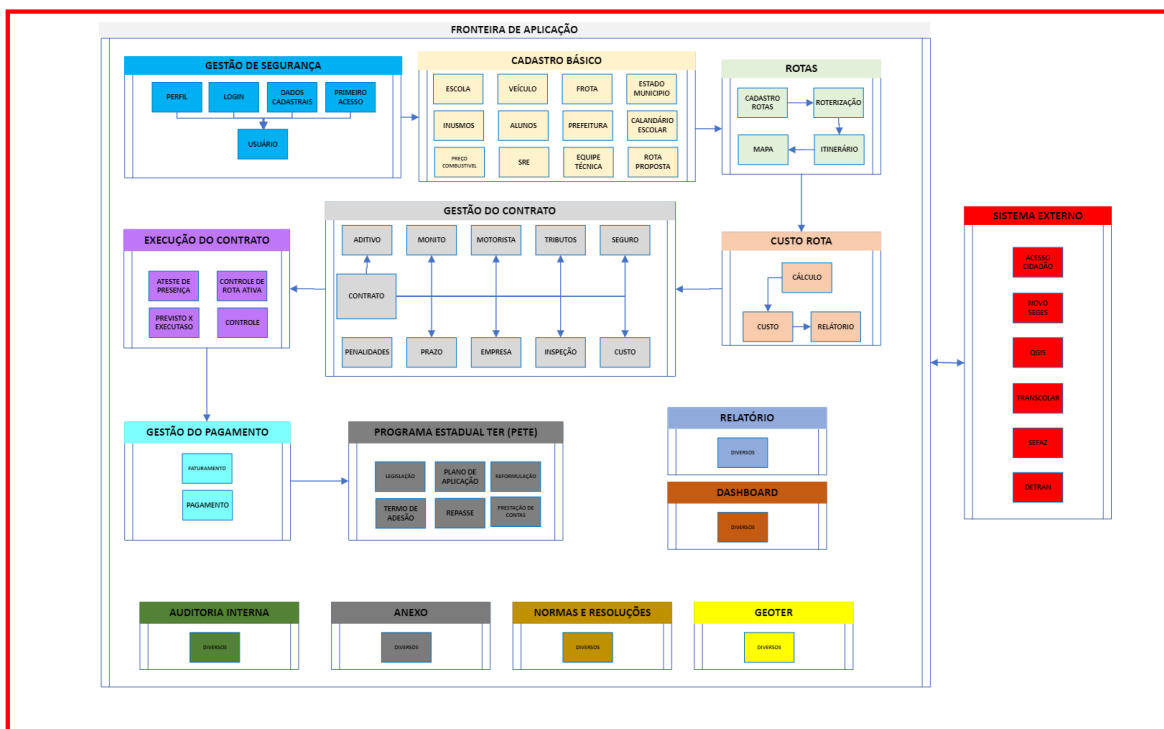 FRONTEIRA DE APLICAÇÃO
GESTÃO DE SEGURANÇA
PERFIL
LOGIN
DADOS
CADASTRAIS
PRIMEIRO
ACESSO
USUÁRIO
CADASTRO BÁSICO
ESCOLA
VEÍCULO
FROTA
ESTADO
MUNICIPIO
INUSMOS
ALUNOS
PREFEITURA
CALANDÁRIO
ESCOLAR
PREÇO
COMBUSTIVEL
SRE
EQUIPE
TÉCNICA
ROTA
PROPOSTA
ROTAS
CADASTRO
ROTAS
ROTERIZAÇÃO
MAPA
ITINERÁRIO
GESTÃO DO CONTRATO
ADITIVO
MONITO
MOTORISTA
TRIBUTOS
SEGURO
CONTRATO
PENALIDADES
PRAZO
EMPRESA
INSPEÇÃO
CUSTO
EXECUÇÃO DO CONTRATO
ATESTE DE
PRESENÇA
CONTROLE DE
ROTA ATIVA
PREVISTO X
EXECUTASO
CONTROLE
CUSTO ROTA
CÁLCULO
CUSTO
RELÁTORIO
SISTEMA EXTERNO
ACESSO
CIDADÃO
NOVO
SEGES
QGIS
TRANSCOLAR
SEFAZ
DETRAN
GESTÃO DO PAGAMENTO
FATURAMENTO
PAGAMENTO
PROGRAMA ESTADUAL TER (PETE)
LEGISLAÇÃO
PLANO DE
APLICAÇÃO
REFORMULAÇÃO
TERMO DE
ADESÃO
REPASSE
PRESTAÇÃO DE
CONTAS
RELATÓRIO
DIVERSOS
DASHBOARD
DIVERSOS
AUDITORIA INTERNA
DIVERSOS
ANEXO
DIVERSOS
NORMAS E RESOLUÇÕES
DIVERSOS
GEOTER
DIVERSOS